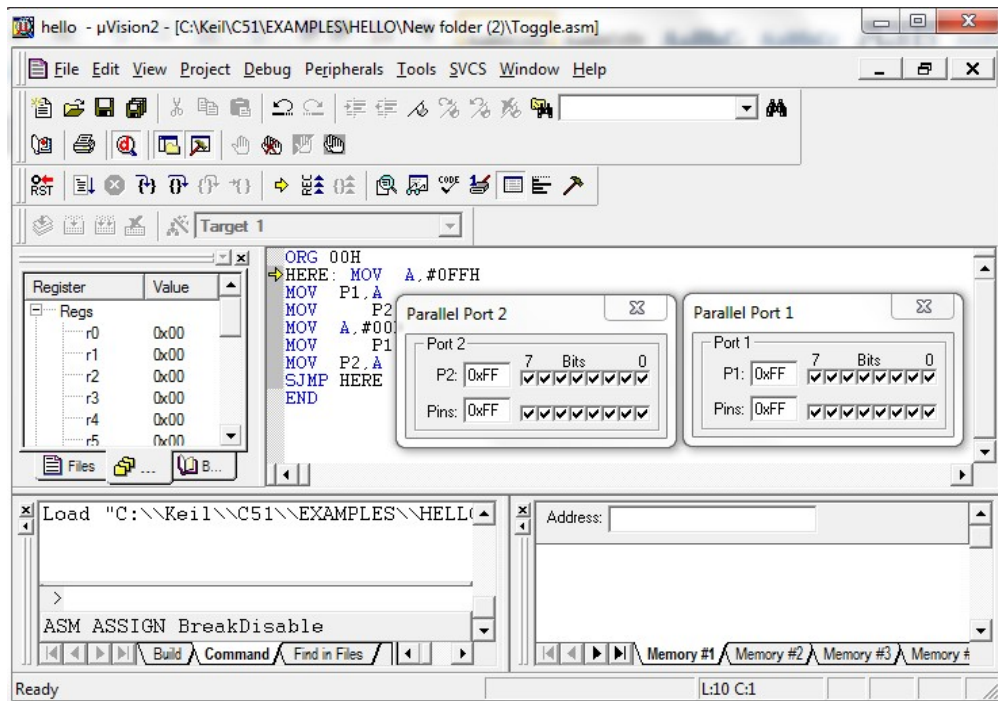 hello - µVision2 - [C:\Keil\C51\EXAMPLES\HELLO\New folder (2)\Toggle.asm]
File Edit View Project Debug Peripherals Tools SVCS Window Help
RST
CODE
Target 1
Register Value
Regs
r0 0x00
r1 0x00
r2 0x00
r3 0x00
r4 0x00
r5 0x00
Files ... B...
ORG 00H
HERE: MOV A,#0FFH
MOV P1,A
MOV P2
MOV A,#00
MOV P1
MOV P2,A
SJMP HERE
END
Parallel Port 2
Port 2
7 Bits 0
P2: 0xFF
Pins: 0xFF
Parallel Port 1
Port 1
7 Bits 0
P1: 0xFF
Pins: 0xFF
Load "C:\\Keil\\C51\\EXAMPLES\\HELL
>
ASM ASSIGN BreakDisable
Build Command Find in Files
Address:
Memory #1 Memory #2 Memory #3 Memory #
Ready L:10 C:1